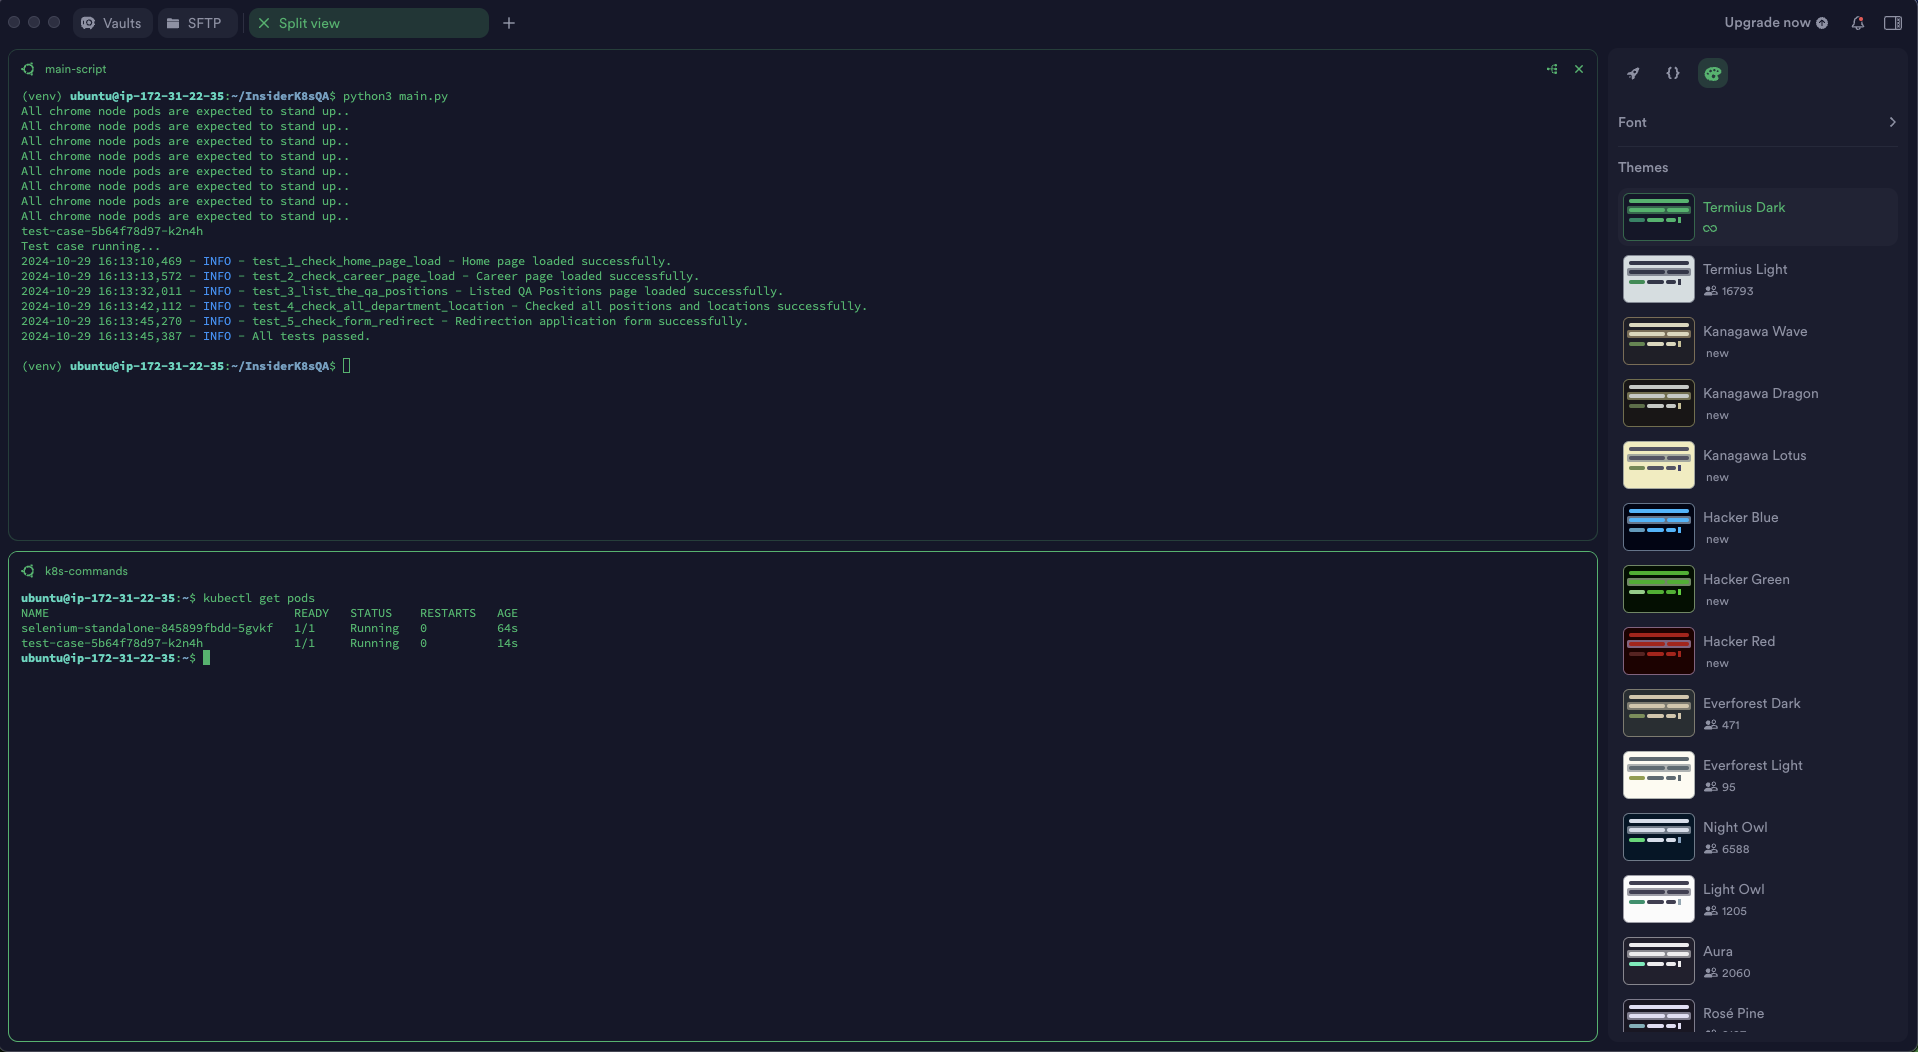 Vaults
SFTP
Split view
Upgrade now
main-script
(venv) ubuntu@ip-172-31-22-35:~/InsiderK8sQA$ python3 main.py
All chrome node pods are expected to stand up..
All chrome node pods are expected to stand up..
All chrome node pods are expected to stand up..
All chrome node pods are expected to stand up..
All chrome node pods are expected to stand up..
All chrome node pods are expected to stand up..
All chrome node pods are expected to stand up..
All chrome node pods are expected to stand up..
test-case-5b64f78d97-k2n4h
Test case running...
2024-10-29 16:13:10,469 - INFO - test_1_check_home_page_load - Home page loaded successfully.
2024-10-29 16:13:13,572 - INFO - test_2_check_career_page_load - Career page loaded successfully.
2024-10-29 16:13:32,011 - INFO - test_3_list_the_qa_positions - Listed QA Positions page loaded successfully.
2024-10-29 16:13:42,112 - INFO - test_4_check_all_department_location - Checked all positions and locations successfully.
2024-10-29 16:13:45,270 - INFO - test_5_check_form_redirect - Redirection application form successfully.
2024-10-29 16:13:45,387 - INFO - All tests passed.
(venv) ubuntu@ip-172-31-22-35:~/InsiderK8sQA$
k8s-commands
ubuntu@ip-172-31-22-35:~$ kubectl get pods
NAME READY STATUS RESTARTS AGE
selenium-standalone-845899fbdd-5gvkf 1/1 Running 0 64s
test-case-5b64f78d97-k2n4h 1/1 Running 0 14s
ubuntu@ip-172-31-22-35:~$
Font
Themes
Termius Dark
∞
Termius Light
16793
Kanagawa Wave
new
Kanagawa Dragon
new
Kanagawa Lotus
new
Hacker Blue
new
Hacker Green
new
Hacker Red
new
Everforest Dark
471
Everforest Light
95
Night Owl
6588
Light Owl
1205
Aura
2060
Rosé Pine